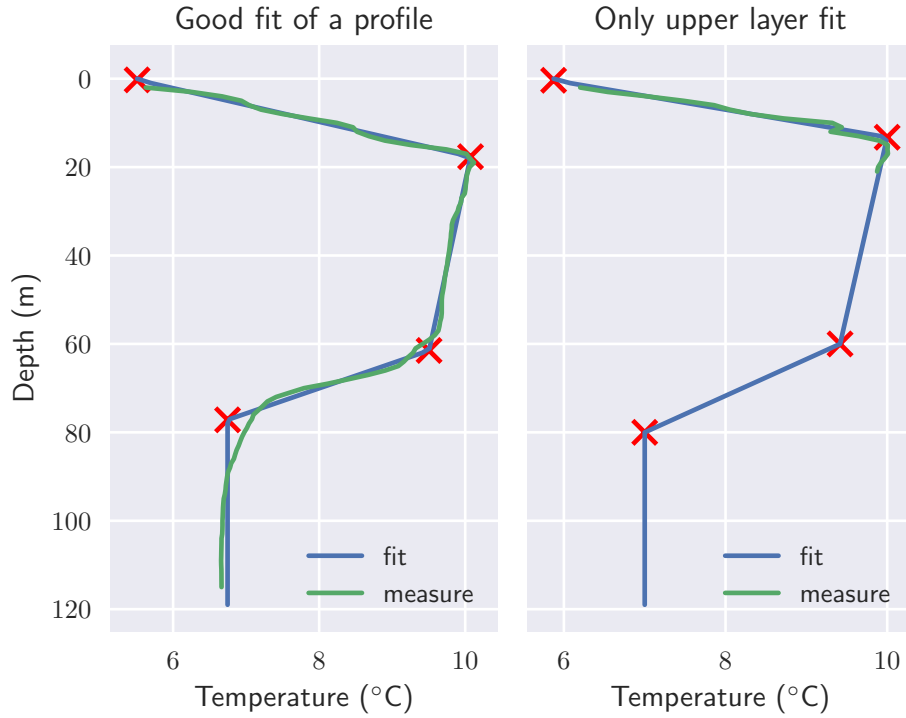 Good fit of a profile
Only upper layer fit
0
20
40
60
80
100
120
Depth (m)
fit
measure
fit
measure
6
8
10
6
8
10
Temperature (°C)
Temperature (°C)